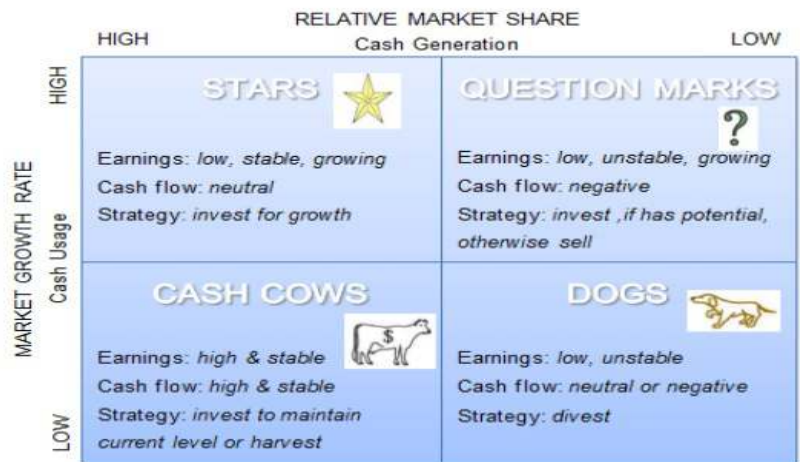 RELATIVE MARKET SHARE
HIGH
Cash Generation
LOW
MARKET GROWTH RATE
Cash Usage
HIGH
LOW
STARS
Earnings: low, stable, growing
Cash flow: neutral
Strategy: invest for growth
QUESTION MARKS
?
Earnings: low, unstable, growing
Cash flow: negative
Strategy: invest ,if has potential,
otherwise sell
CASH COWS
$
Earnings: high & stable
Cash flow: high & stable
Strategy: invest to maintain
current level or harvest
DOGS
Earnings: low, unstable
Cash flow: neutral or negative
Strategy: divest